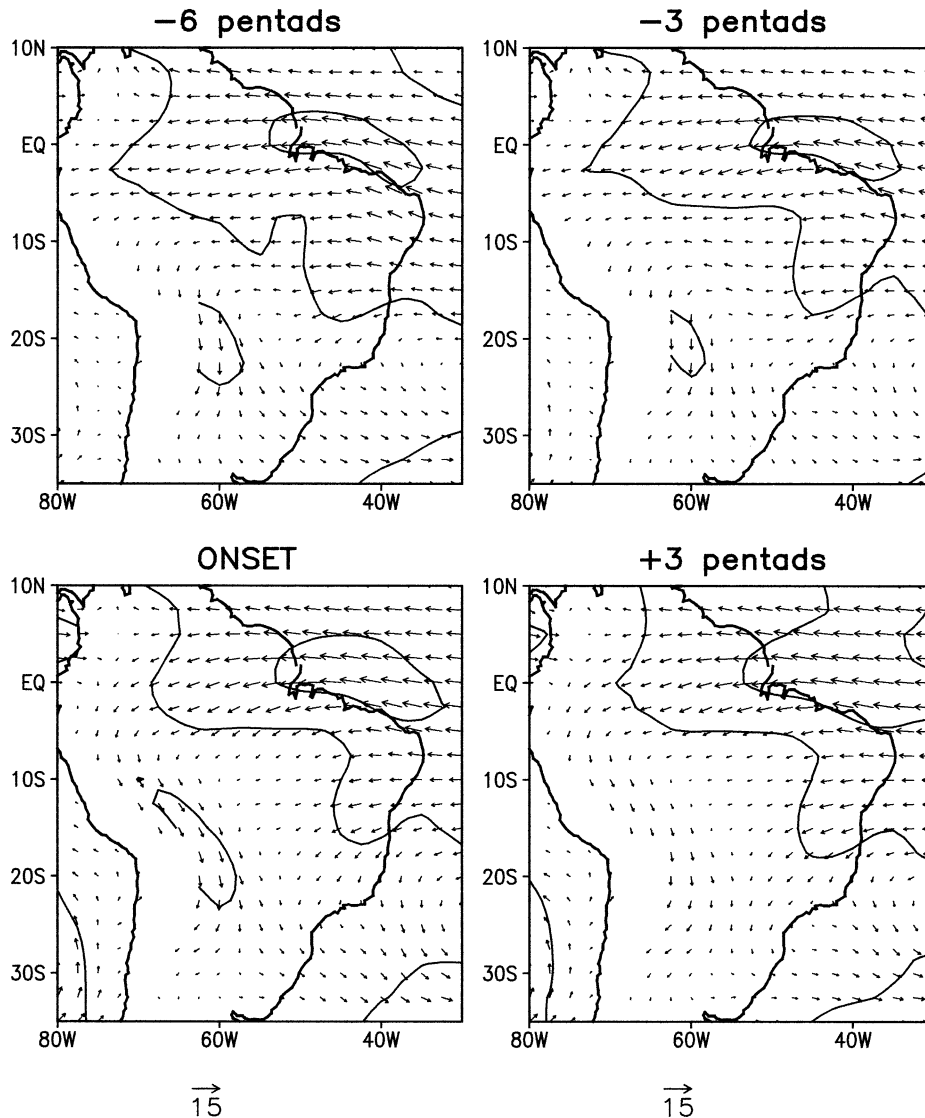 −6 pentads
−3 pentads
10N
EQ
10S
20S
30S
80W
60W
40W
10N
EQ
10S
20S
30S
80W
60W
40W
ONSET
+3 pentads
10N
EQ
10S
20S
30S
80W
60W
40W
10N
EQ
10S
20S
30S
80W
60W
40W
15
15